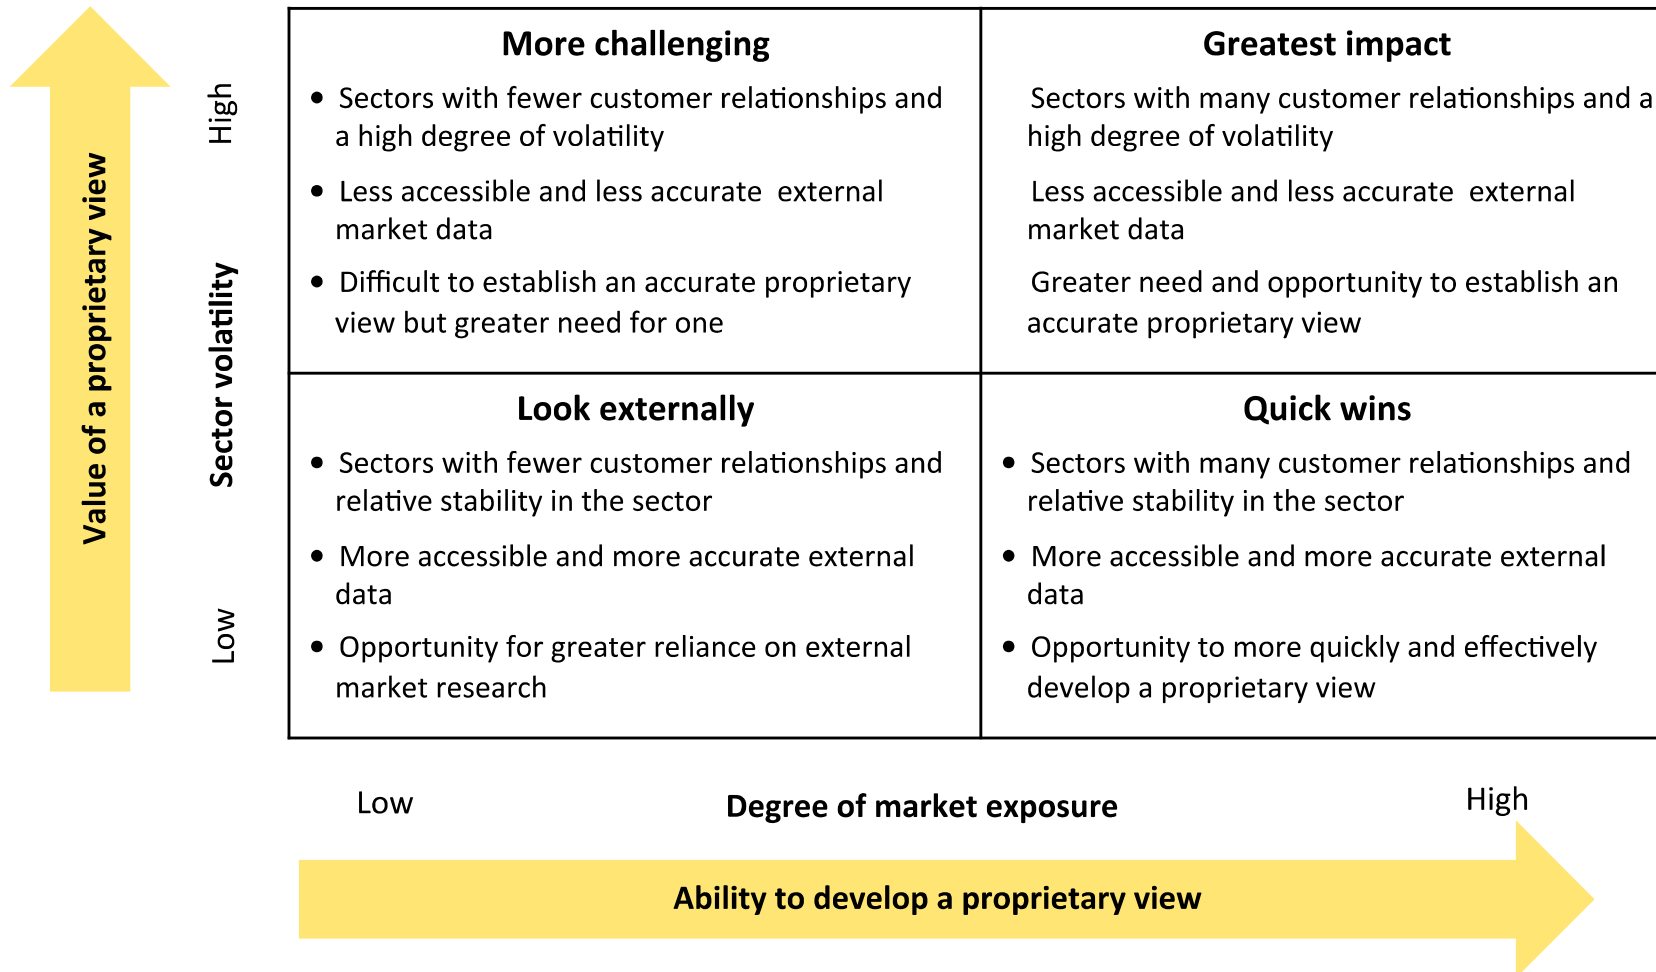 More challenging
• Sectors with fewer customer relationships and
a high degree of volatility
• Less accessible and less accurate  external
market data
• Difficult to establish an accurate proprietary
view but greater need for one
Greatest impact
Sectors with many customer relationships and a
high degree of volatility
Less accessible and less accurate  external
market data
Greater need and opportunity to establish an
accurate proprietary view
Look externally
• Sectors with fewer customer relationships and
relative stability in the sector
• More accessible and more accurate external
data
• Opportunity for greater reliance on external
market research
Quick wins
• Sectors with many customer relationships and
relative stability in the sector
• More accessible and more accurate external
data
• Opportunity to more quickly and effectively
develop a proprietary view
Value of a proprietary view
High
Sector volatility
Low
Low
Degree of market exposure
High
Ability to develop a proprietary view